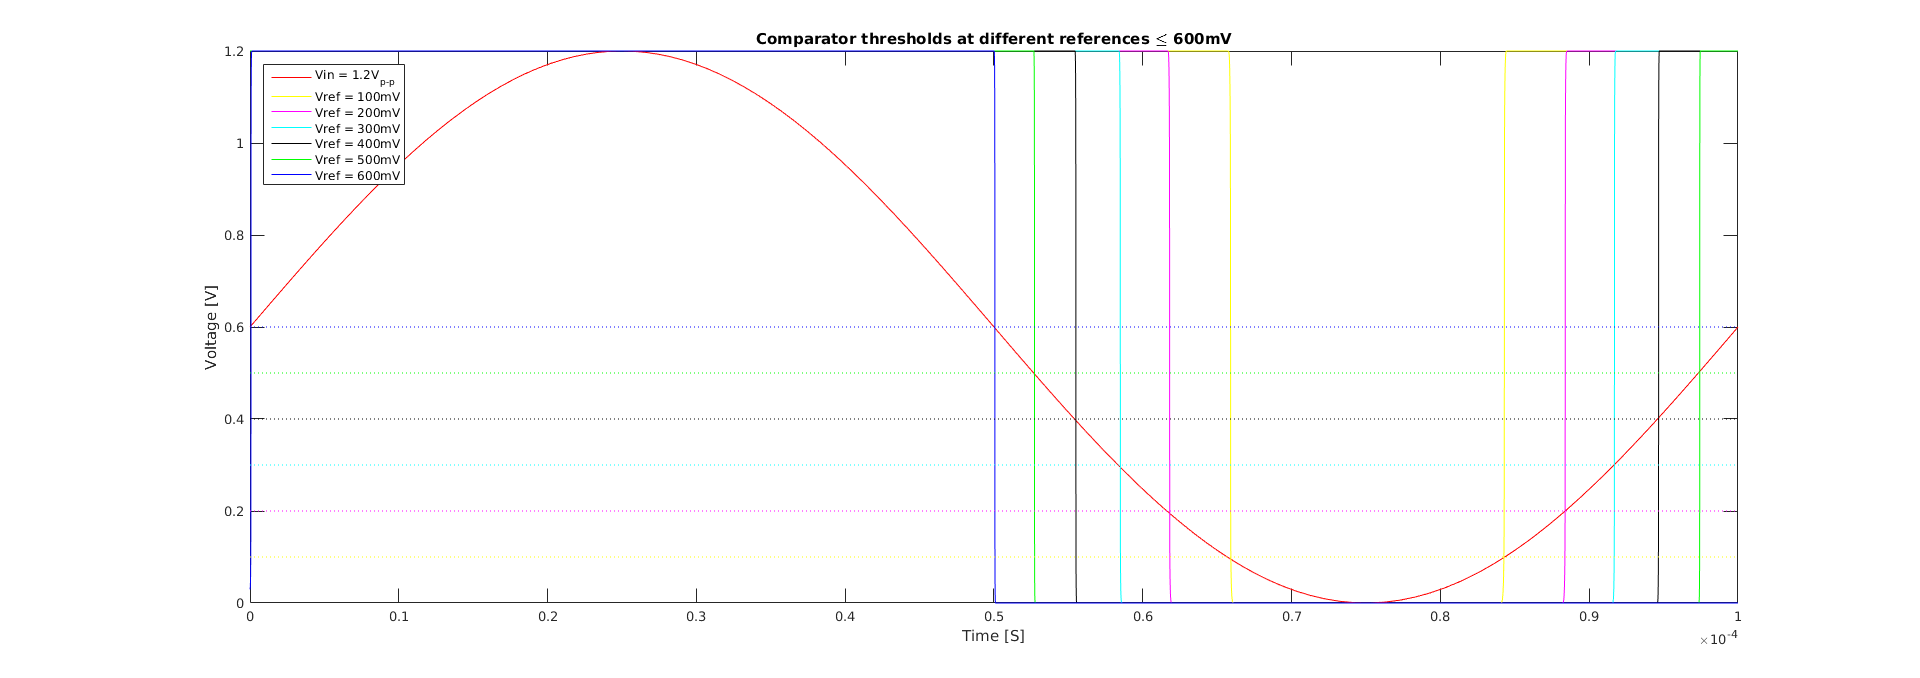 Comparator thresholds at different references ≤ 600mV
1.2
1
0.8
0.6
0.4
0.2
0
Voltage [V]
Vin = 1.2Vp-p
Vref = 100mV
Vref = 200mV
Vref = 300mV
Vref = 400mV
Vref = 500mV
Vref = 600mV
0 0.1 0.2 0.3 0.4 0.5 0.6 0.7 0.8 0.9 1
Time [S]
×10-4